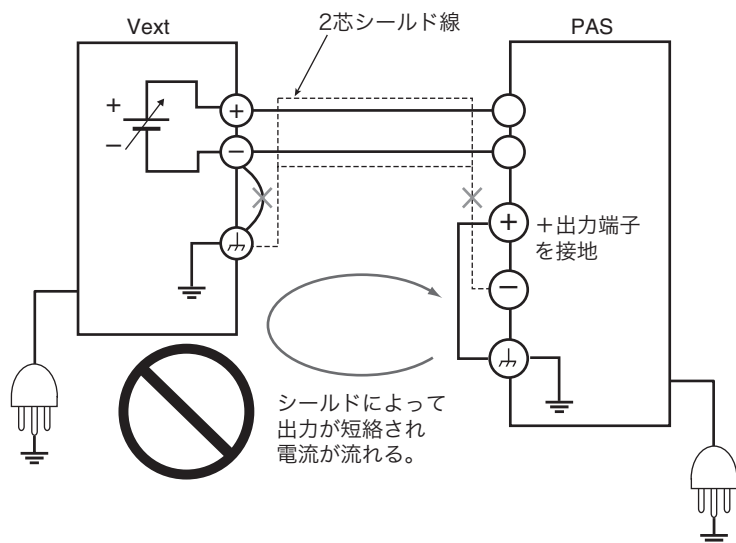 Vext
2芯シールド線
PAS
+
−
+
−
+
＋出力端子
を接地
−
シールドによって
出力が短絡され
電流が流れる。